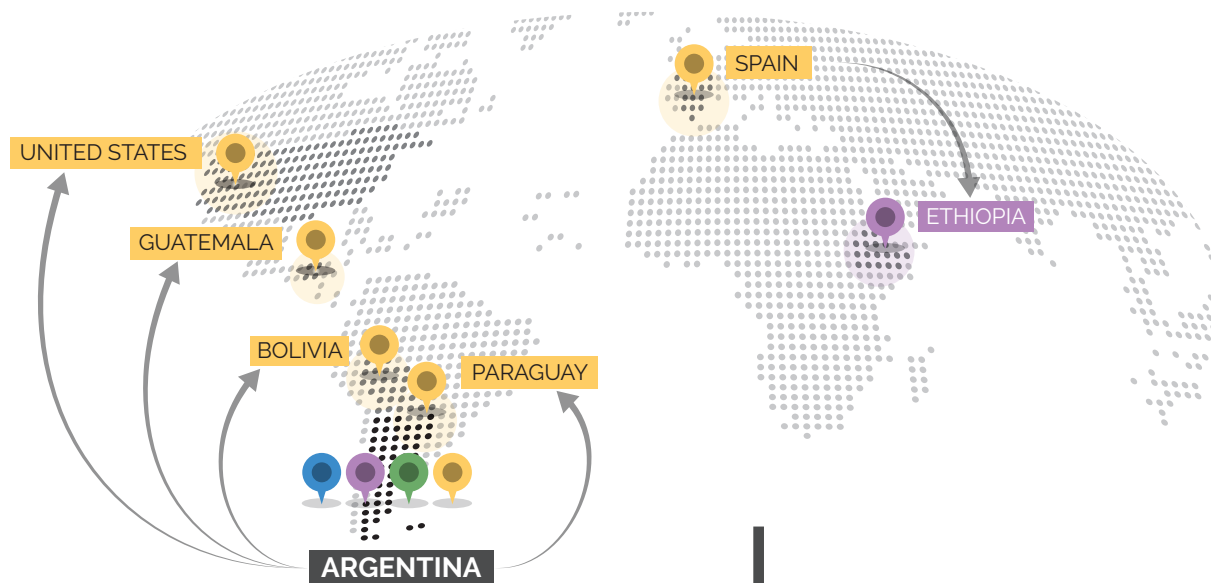 SPAIN
UNITED STATES
ETHIOPIA
GUATEMALA
BOLIVIA
PARAGUAY
ARGENTINA